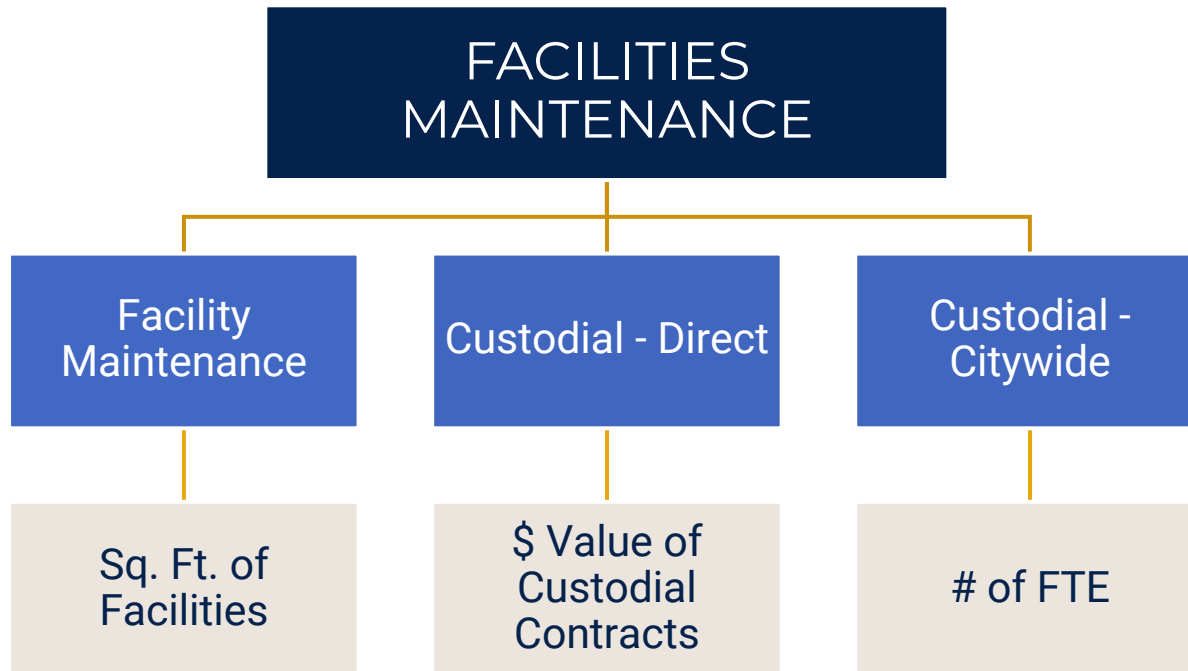 FACILITIES
MAINTENANCE
Facility
Maintenance
Custodial - Direct
Custodial -
Citywide
Sq. Ft. of
Facilities
$ Value of
Custodial
Contracts
# of FTE